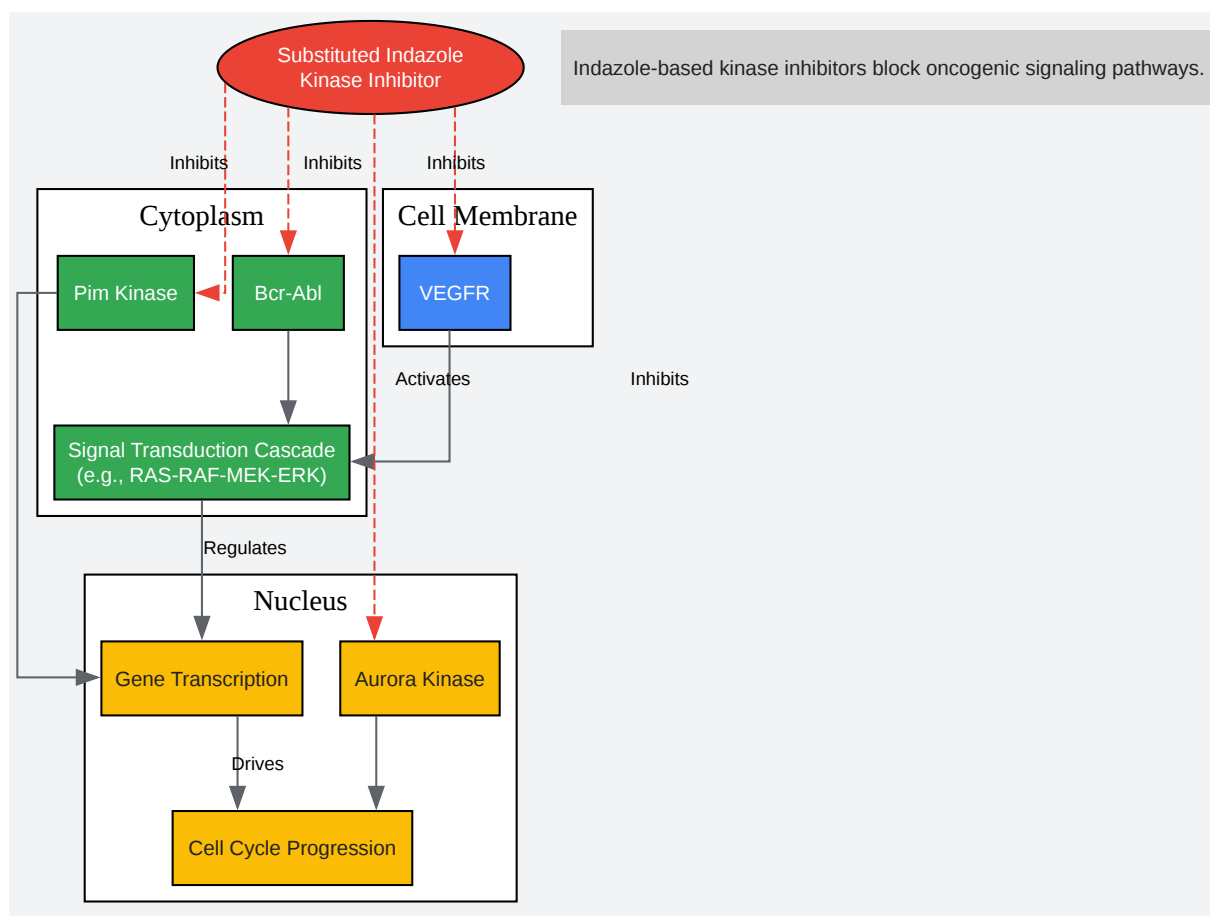 Substituted Indazole
Kinase Inhibitor
Indazole-based kinase inhibitors block oncogenic signaling pathways.
Inhibits
Inhibits
Inhibits
Cytoplasm
Cell Membrane
Pim Kinase
Bcr-Abl
VEGFR
Activates
Inhibits
Signal Transduction Cascade
(e.g., RAS-RAF-MEK-ERK)
Regulates
Nucleus
Gene Transcription
Aurora Kinase
Drives
Cell Cycle Progression